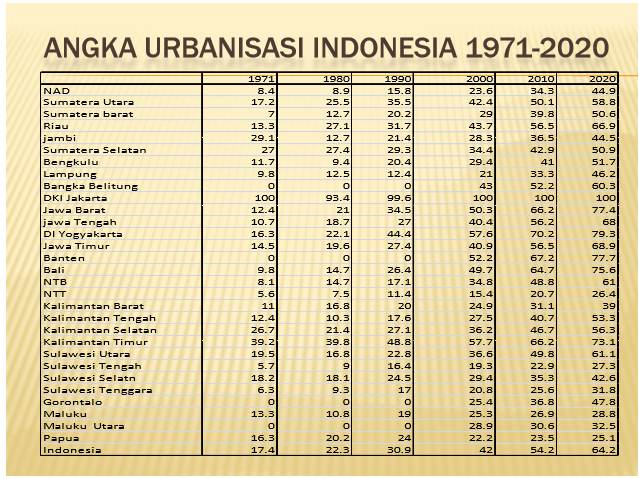 ANGKA URBANISASI INDONESIA 1971-2020
1971 1980 1990 2000 2010 2020
NAD 8.4 8.9 15.8 23.6 34.3 44.9
Sumatera Utara 17.2 25.5 35.5 42.4 50.1 58.8
Sumatera barat 7 12.7 20.2 29 39.8 50.6
Riau 13.3 27.1 31.7 43.7 56.5 66.9
jambi 29.1 12.7 21.4 28.3 36.5 44.5
Sumatera Selatan 27 27.4 29.3 34.4 42.9 50.9
Bengkulu 11.7 9.4 20.4 29.4 41 51.7
Lampung 9.8 12.5 12.4 21 33.3 46.2
Bangka Belitung 0 0 0 43 52.2 60.3
DKI Jakarta 100 93.4 99.6 100 100 100
Jawa Barat 12.4 21 34.5 50.3 66.2 77.4
jawa Tengah 10.7 18.7 27 40.4 56.2 68
DI Yogyakarta 16.3 22.1 44.4 57.6 70.2 79.3
Jawa Timur 14.5 19.6 27.4 40.9 56.5 68.9
Banten 0 0 0 52.2 67.2 77.7
Bali 9.8 14.7 26.4 49.7 64.7 75.6
NTB 8.1 14.7 17.1 34.8 48.8 61
NTT 5.6 7.5 11.4 15.4 20.7 26.4
Kalimantan Barat 11 16.8 20 24.9 31.1 39
Kalimantan Tengah 12.4 10.3 17.6 27.5 40.7 53.3
Kalimantan Selatan 26.7 21.4 27.1 36.2 46.7 56.3
Kalimantan Timur 39.2 39.8 48.8 57.7 66.2 73.1
Sulawesi Utara 19.5 16.8 22.8 36.6 49.8 61.1
Sulawesi Tengah 5.7 9 16.4 19.3 22.9 27.3
Sulawesi Selatn 18.2 18.1 24.5 29.4 35.3 42.6
Sulawesi Tenggara 6.3 9.3 17 20.8 25.6 31.8
Gorontalo 0 0 0 25.4 36.8 47.8
Maluku 13.3 10.8 19 25.3 26.9 28.8
Maluku Utara 0 0 0 28.9 30.6 32.5
Papua 16.3 20.2 24 22.2 23.5 25.1
Indonesia 17.4 22.3 30.9 42 54.2 64.2